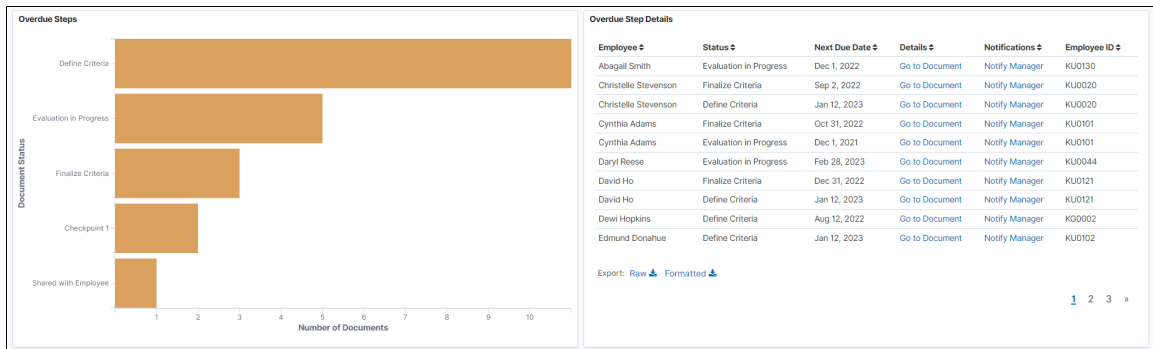 Overdue Steps
Define Criteria
Evaluation in Progress
Finalize Criteria
Checkpoint 1
Shared with Employee
Document Status
1 2 3 4 5 6 7 8 9 10
Number of Documents
Overdue Step Details
Employee Status Next Due Date Details Notifications Employee ID
Abagail Smith Evaluation in Progress Dec 1, 2022 Go to Document Notify Manager KU0130
Christelle Stevenson Finalize Criteria Sep 2, 2022 Go to Document Notify Manager KU0020
Christelle Stevenson Define Criteria Jan 12, 2023 Go to Document Notify Manager KU0020
Cynthia Adams Finalize Criteria Oct 31, 2022 Go to Document Notify Manager KU0101
Cynthia Adams Evaluation in Progress Dec 1, 2021 Go to Document Notify Manager KU0101
Daryl Reese Evaluation in Progress Feb 28, 2023 Go to Document Notify Manager KU0044
David Ho Finalize Criteria Dec 31, 2022 Go to Document Notify Manager KU0121
David Ho Define Criteria Jan 12, 2023 Go to Document Notify Manager KU0121
Dewi Hopkins Define Criteria Aug 12, 2022 Go to Document Notify Manager KG0002
Edmund Donahue Define Criteria Jan 12, 2023 Go to Document Notify Manager KU0102
Export: Raw Formatted
1 2 3 »